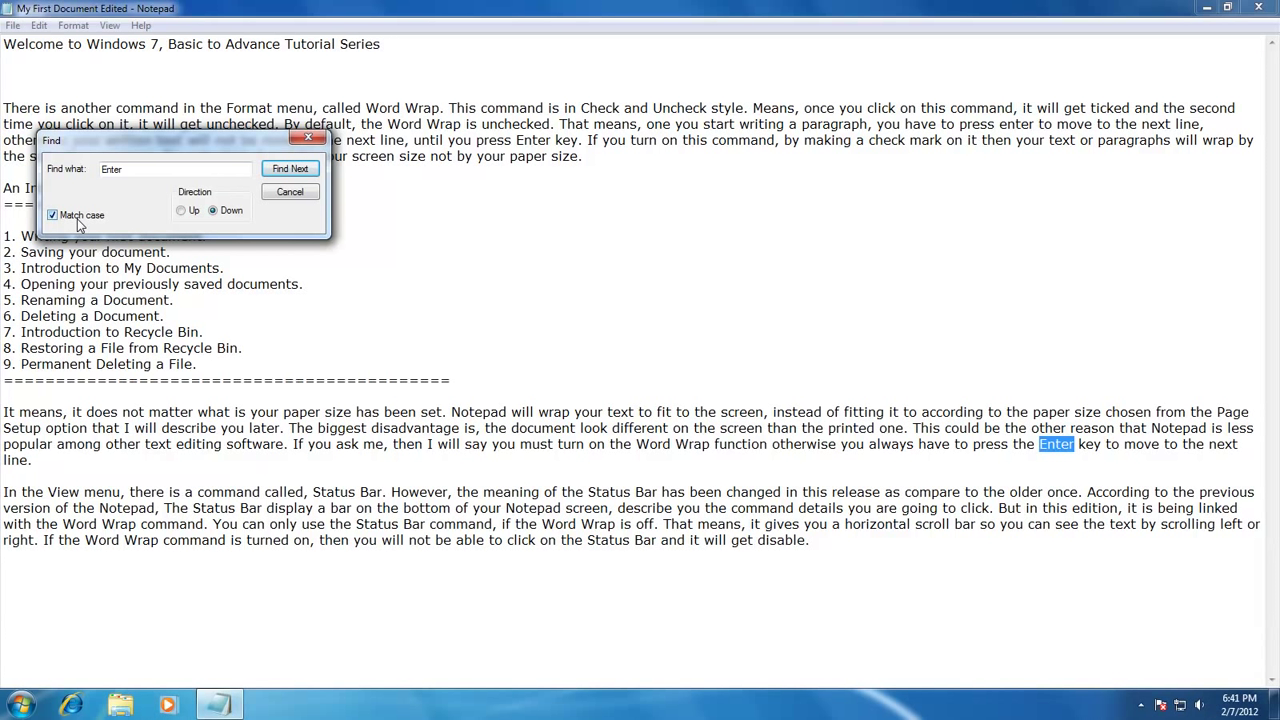 My First Document Edited - Notepad
File Edit Format View Help
Welcome to Windows 7, Basic to Advance Tutorial Series
There is another command in the Format menu, called Word Wrap. This command is in Check and Uncheck style. Means, once you click on this command, it will get ticked and the second
time you click on it, it will get unchecked. By default, the Word Wrap is unchecked. That means, one you start writing a paragraph, you have to press enter to move to the next line,
other
e next line, until you press Enter key. If you turn on this command, by making a check mark on it then your text or paragraphs will wrap by
the s
ur screen size not by your paper size.
Find
Find what: Enter Find Next
Direction Cancel
Match case Up Down
An In
1. Writing your first document.
2. Saving your document.
3. Introduction to My Documents.
4. Opening your previously saved documents.
5. Renaming a Document.
6. Deleting a Document.
7. Introduction to Recycle Bin.
8. Restoring a File from Recycle Bin.
9. Permanent Deleting a File.
===========================================
It means, it does not matter what is your paper size has been set. Notepad will wrap your text to fit to the screen, instead of fitting it to according to the paper size chosen from the Page
Setup option that I will describe you later. The biggest disadvantage is, the document look different on the screen than the printed one. This could be the other reason that Notepad is less
popular among other text editing software. If you ask me, then I will say you must turn on the Word Wrap function otherwise you always have to press the Enter key to move to the next
line.
In the View menu, there is a command called, Status Bar. However, the meaning of the Status Bar has been changed in this release as compare to the older once. According to the previous
version of the Notepad, The Status Bar display a bar on the bottom of your Notepad screen, describe you the command details you are going to click. But in this edition, it is being linked
with the Word Wrap command. You can only use the Status Bar command, if the Word Wrap is off. That means, it gives you a horizontal scroll bar so you can see the text by scrolling left or
right. If the Word Wrap command is turned on, then you will not be able to click on the Status Bar and it will get disable.
6:41 PM
2/7/2012